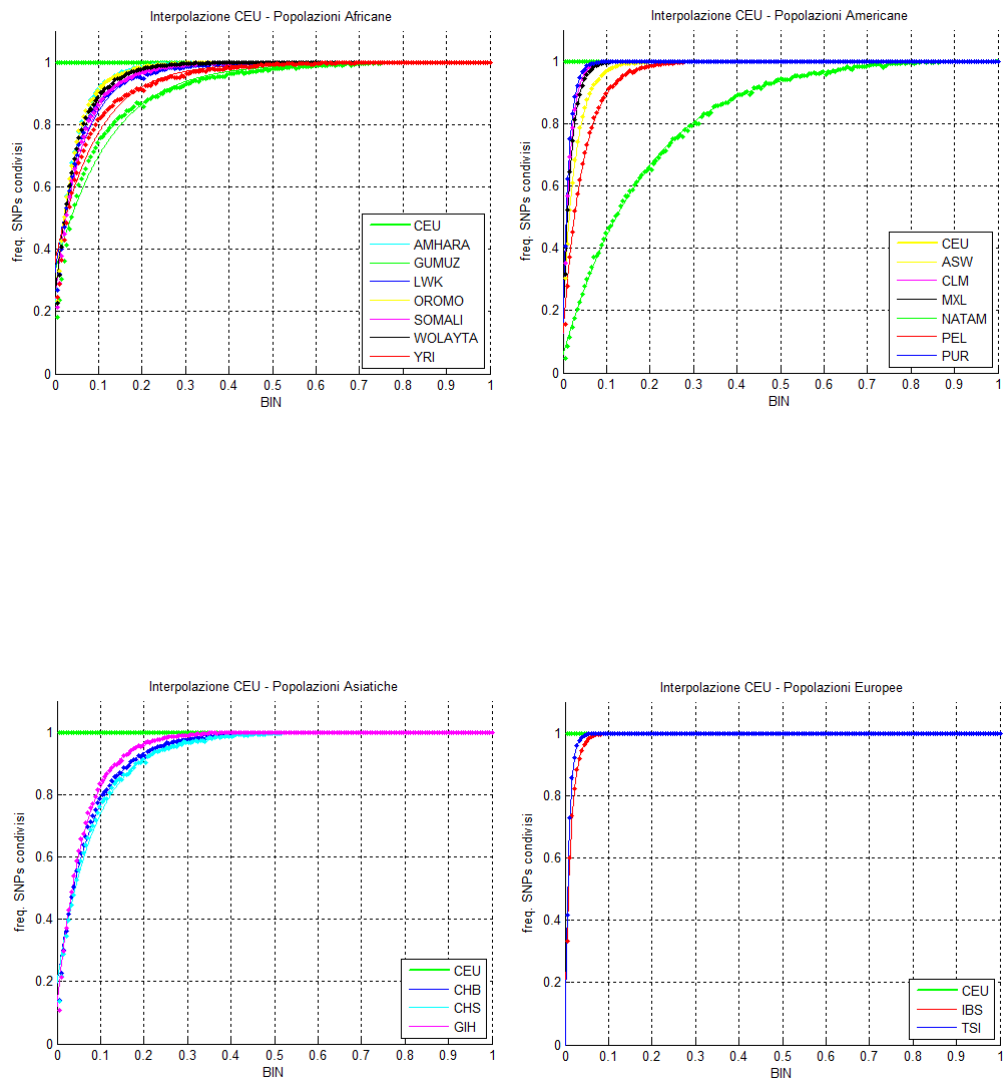 Interpolazione CEU - Popolazioni Africane
freq. SNPs condivisi
1
0.8
0.6
0.4
0.2
0
0 0.1 0.2 0.3 0.4 0.5 0.6 0.7 0.8 0.9 1
BIN
CEU
AMHARA
GUMUZ
LWK
OROMO
SOMALI
WOLAYTA
YRI
Interpolazione CEU - Popolazioni Americane
freq. SNPs condivisi
1
0.8
0.6
0.4
0.2
0
0 0.1 0.2 0.3 0.4 0.5 0.6 0.7 0.8 0.9 1
BIN
CEU
ASW
CLM
MXL
NATAM
PEL
PUR
Interpolazione CEU - Popolazioni Asiatiche
freq. SNPs condivisi
1
0.8
0.6
0.4
0.2
0
0 0.1 0.2 0.3 0.4 0.5 0.6 0.7 0.8 0.9 1
BIN
CEU
CHB
CHS
GIH
Interpolazione CEU - Popolazioni Europee
freq. SNPs condivisi
1
0.8
0.6
0.4
0.2
0
0 0.1 0.2 0.3 0.4 0.5 0.6 0.7 0.8 0.9 1
BIN
CEU
IBS
TSI